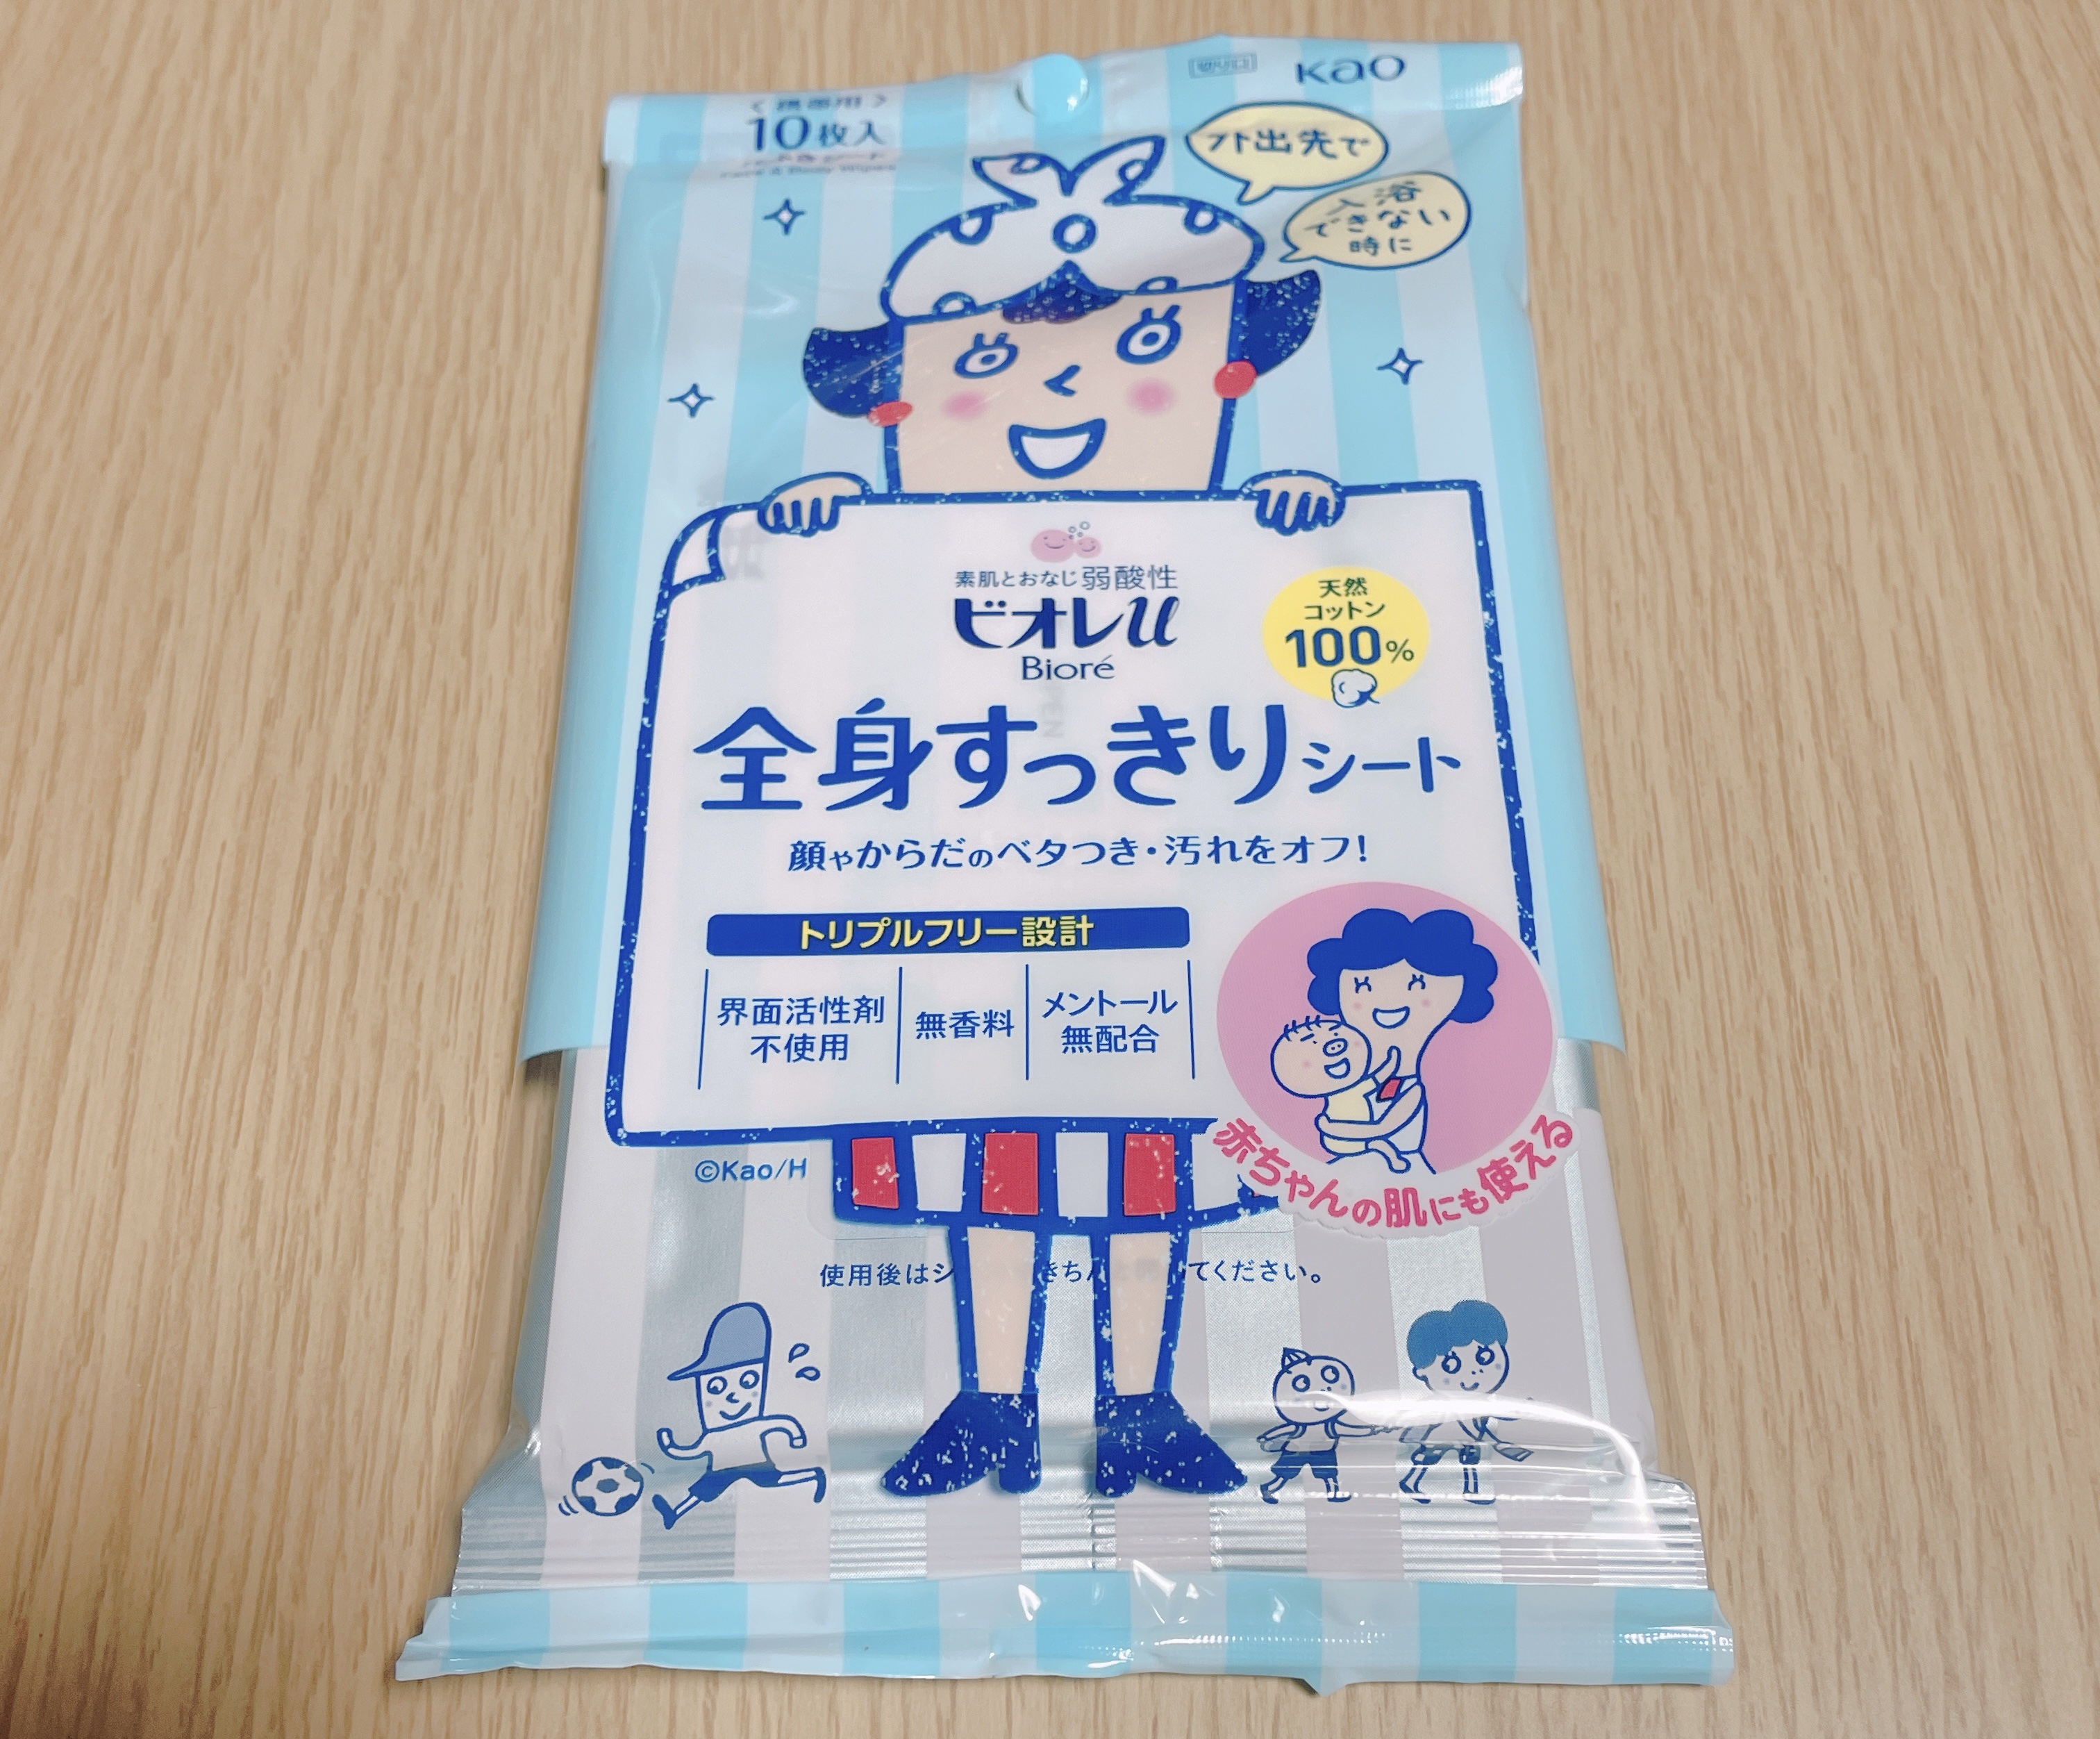 Kao
10枚入
外出先で
入浴
できない
時に
素肌とおなじ弱酸性
ビオレu
Bioré
天然
コットン
100%
全身すっきりシート
顔やからだのベタつき・汚れをオフ!
トリプルフリー設計
界面活性剤
不使用
無香料
メントール
無配合
赤ちゃんの肌にも使える
©Kao/H
使用後はシ きち てください。